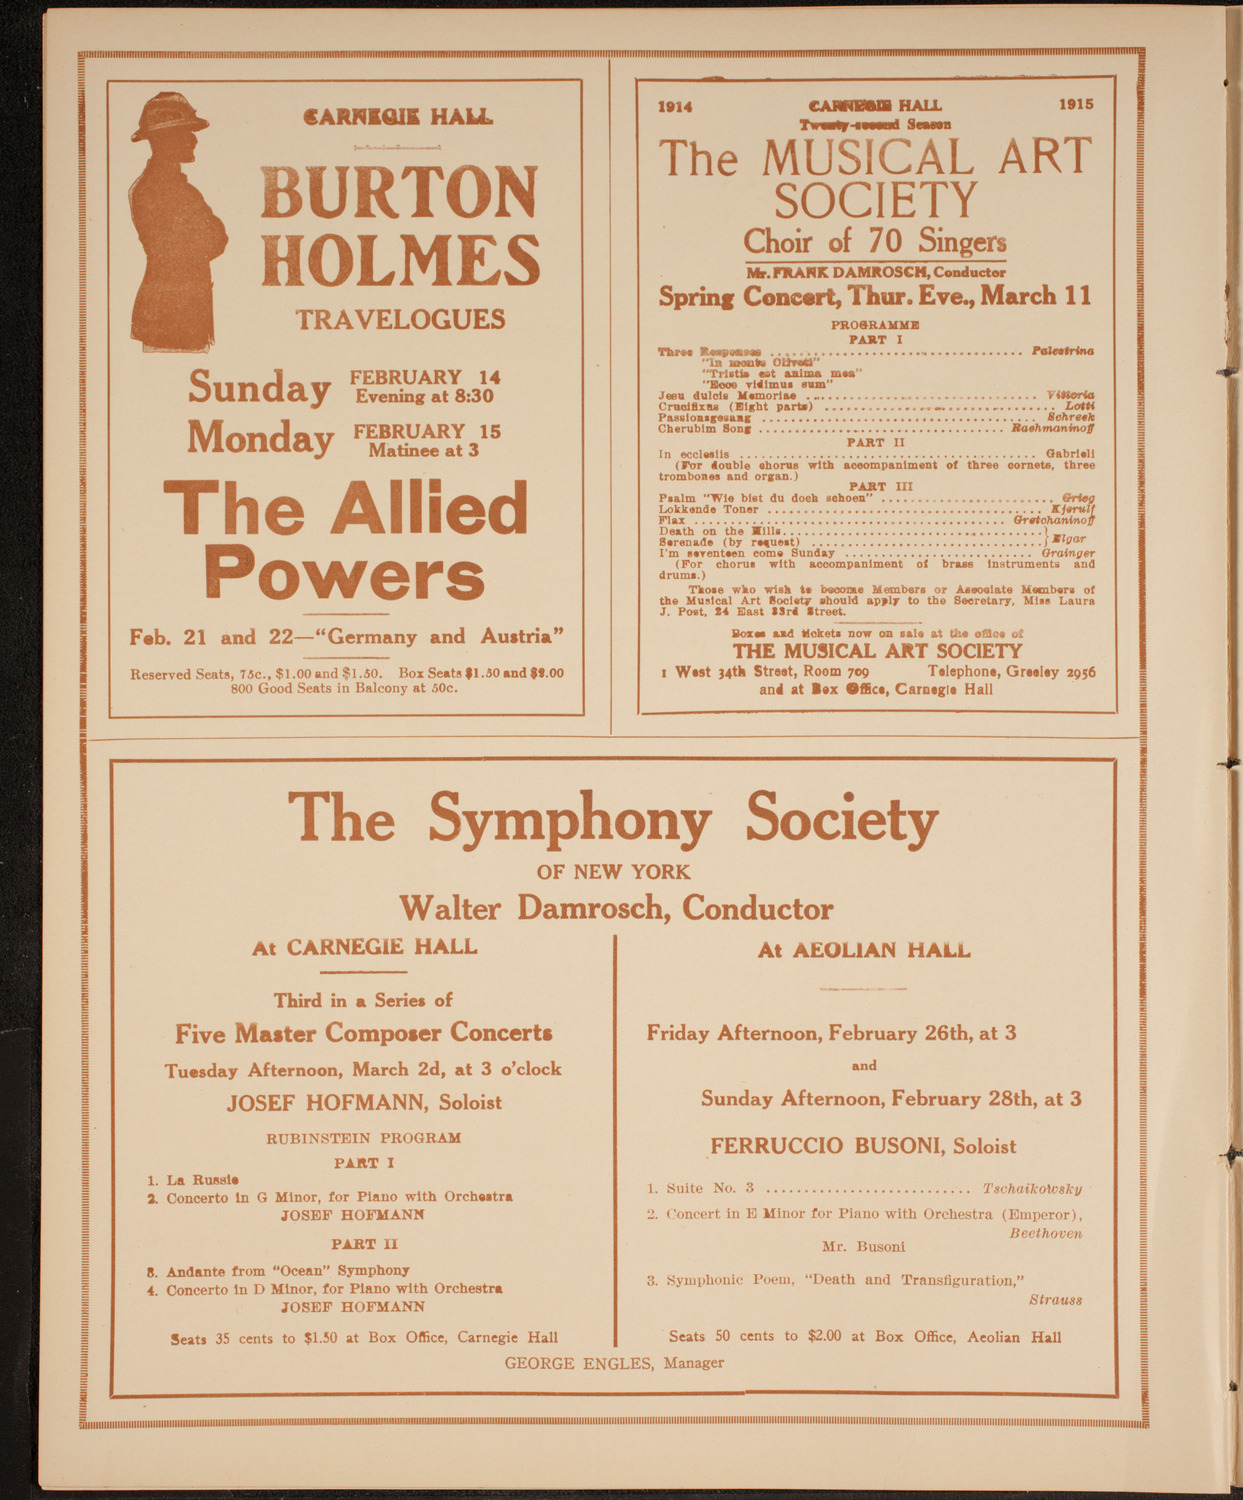 CARNEGIE HALL
BURTON
HOLMES
TRAVELOGUES
Sunday FEBRUARY 14
Evening at 8:30
Monday FEBRUARY 15
Matinee at 3
The Allied
Powers
Feb. 21 and 22—"Germany and Austria"
Reserved Seats, 75c., $1.00 and $1.50. Box Seats $1.50 and $2.00
800 Good Seats in Balcony at 50c.
1914 CARNEGIE HALL 1915
Twenty-second Season
The MUSICAL ART
SOCIETY
Choir of 70 Singers
Mr. FRANK DAMROSCH, Conductor
Spring Concert, Thur. Eve., March 11
PROGRAMME
PART I
Three Responses Palestrina
"In monte Oliveti"
"Tristis est anima mea"
"Ecce vidimus eum"
Jesu dulcis Memoriae Vittoria
Crucifixus (Eight parts) Lotti
Passionsgesang Schreck
Cherubim Song Rachmaninoff
PART II
In ecclesiis Gabrieli
(For double chorus with accompaniment of three cornets, three
trombones and organ.)
PART III
Psalm "Wie bist du doch schoen" Grieg
Lokkende Toner Kjerulf
Flax Gretchaninoff
Death on the Hills
Serenade (by request) } Elgar
I'm seventeen come Sunday Grainger
(For chorus with accompaniment of brass instruments and
drums.)
Those who wish to become Members or Associate Members of
the Musical Art Society should apply to the Secretary, Miss Laura
J. Post, 24 East 23rd Street.
Boxes and tickets now on sale at the office of
THE MUSICAL ART SOCIETY
1 West 34th Street, Room 709 Telephone, Greeley 2956
and at Box Office, Carnegie Hall
The Symphony Society
OF NEW YORK
Walter Damrosch, Conductor
At CARNEGIE HALL
Third in a Series of
Five Master Composer Concerts
Tuesday Afternoon, March 2d, at 3 o'clock
JOSEF HOFMANN, Soloist
RUBINSTEIN PROGRAM
PART I
1. La Russie
2. Concerto in G Minor, for Piano with Orchestra
JOSEF HOFMANN
PART II
3. Andante from "Ocean" Symphony
4. Concerto in D Minor, for Piano with Orchestra
JOSEF HOFMANN
Seats 35 cents to $1.50 at Box Office, Carnegie Hall
At AEOLIAN HALL
Friday Afternoon, February 26th, at 3
and
Sunday Afternoon, February 28th, at 3
FERRUCCIO BUSONI, Soloist
1. Suite No. 3 Tschaikowsky
2. Concert in E Minor for Piano with Orchestra (Emperor),
Beethoven
Mr. Busoni
3. Symphonic Poem, "Death and Transfiguration,"
Strauss
Seats 50 cents to $2.00 at Box Office, Aeolian Hall
GEORGE ENGLES, Manager